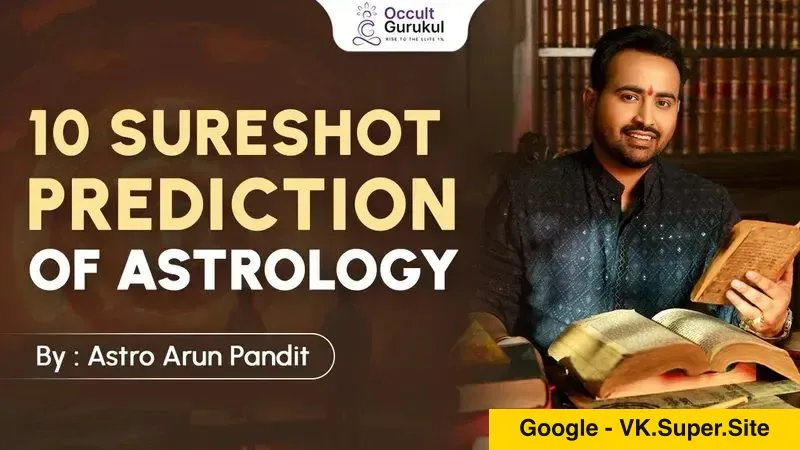 Occult
Gurukul
RISE TO THE ELITE 1%
10 SURESHOT
PREDICTION
OF ASTROLOGY
By : Astro Arun Pandit
Google - VK.Super.Site